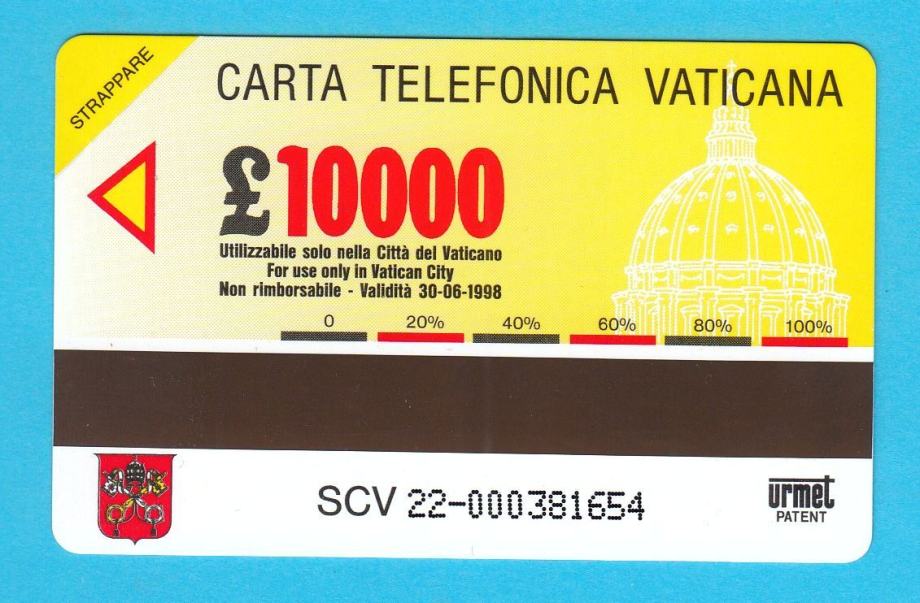 STRAPPARE
CARTA TELEFONICA VATICANA
£10000
Utilizzabile solo nella Città del Vaticano
For use only in Vatican City
Non rimborsabile - Validità 30-06-1998
0 20% 40% 60% 80% 100%
SCV 22-000381654
urmet
PATENT